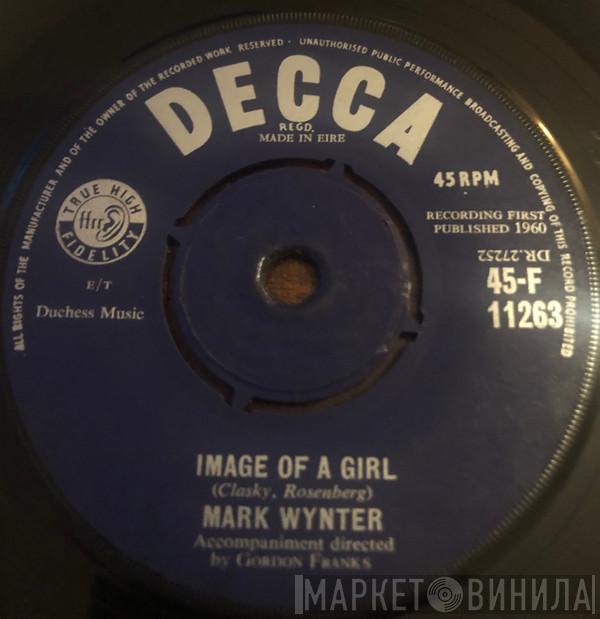 ALL RIGHTS OF THE MANUFACTURER AND OF THE OWNER OF THE RECORDED WORK RESERVED · UNAUTHORISED PUBLIC PERFORMANCE BROADCASTING AND COPYING OF THIS RECORD PROHIBITED
DECCA
REGD.
MADE IN EIRE
45 RPM
TRUE HIGH
ffrr
FIDELITY
RECORDING FIRST
PUBLISHED 1960
DR.27252
E/T
45-F
Duchess Music
11263
IMAGE OF A GIRL
(Clasky, Rosenberg)
MARK WYNTER
Accompaniment directed
by GORDON FRANKS
МАРКЕТ ВИНИЛА